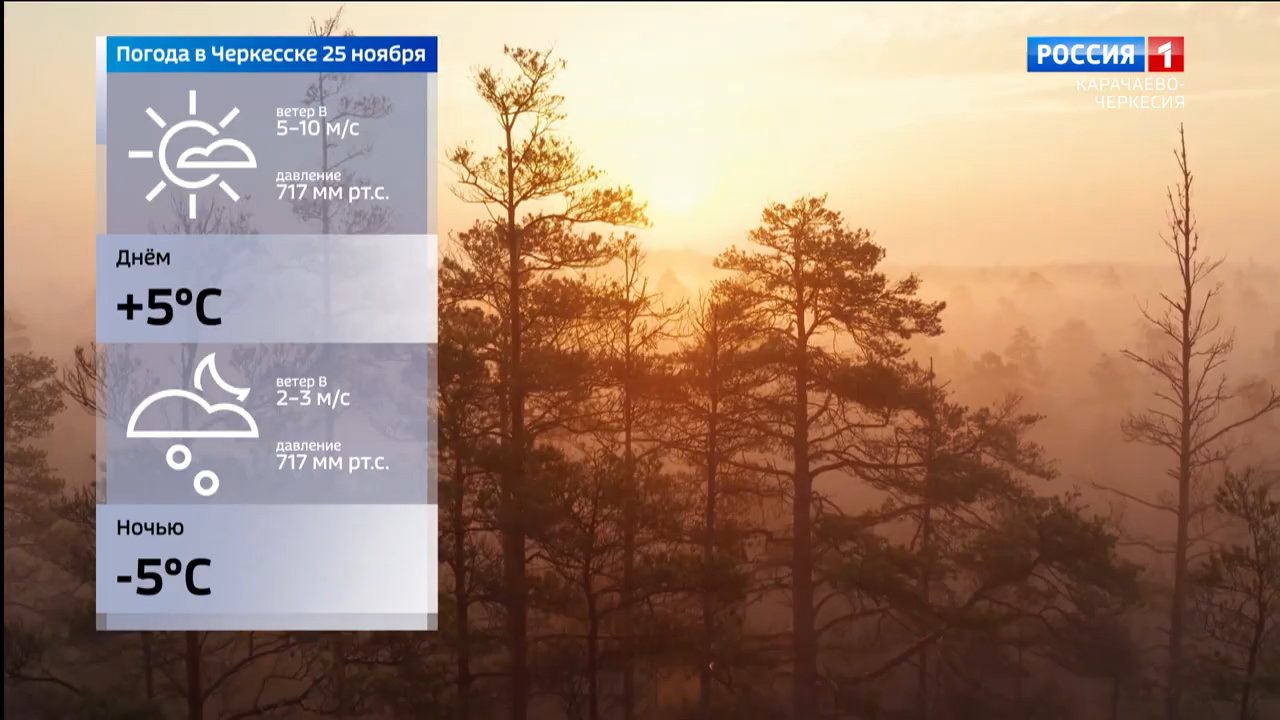 Погода в Черкесске 25 ноября
РОССИЯ 1
КАРАЧАЕВО-
ЧЕРКЕСИЯ
ветер В
5-10 м/с
давление
717 мм рт.с.
Днём
+5°C
ветер В
2-3 м/с
давление
717 мм рт.с.
Ночью
-5°C